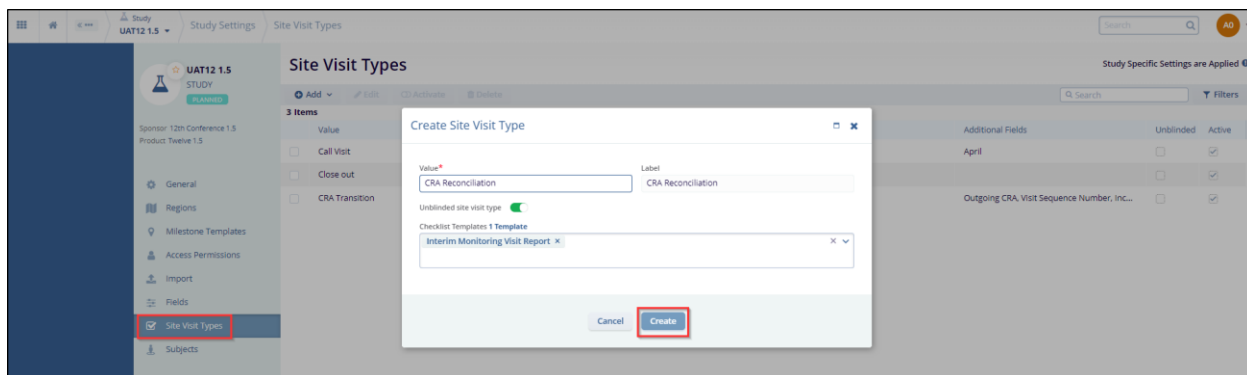 Study
UAT12 1.5
Study Settings
Site Visit Types
Search
AD
UAT12 1.5
STUDY
PLANNED
Sponsor 12th Conference 1.5
Product Twelve 1.5
General
Regions
Milestone Templates
Access Permissions
Import
Fields
Site Visit Types
Subjects
Site Visit Types
Study Specific Settings are Applied
Add
Edit
Activate
Delete
Search
Filters
3 Items
Value
Additional Fields
Unblinded
Active
Call Visit
April
Close out
CRA Transition
Outgoing CRA, Visit Sequence Number, Inc...
Create Site Visit Type
Value*
Label
CRA Reconciliation
CRA Reconciliation
Unblinded site visit type
Checklist Templates 1 Template
Interim Monitoring Visit Report ×
Cancel
Create